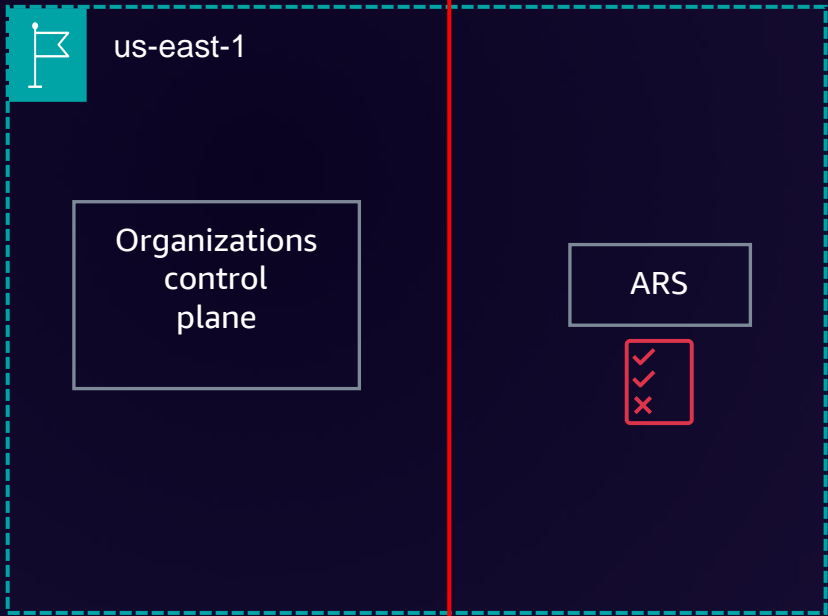 us-east-1
Organizations
control
plane
ARS